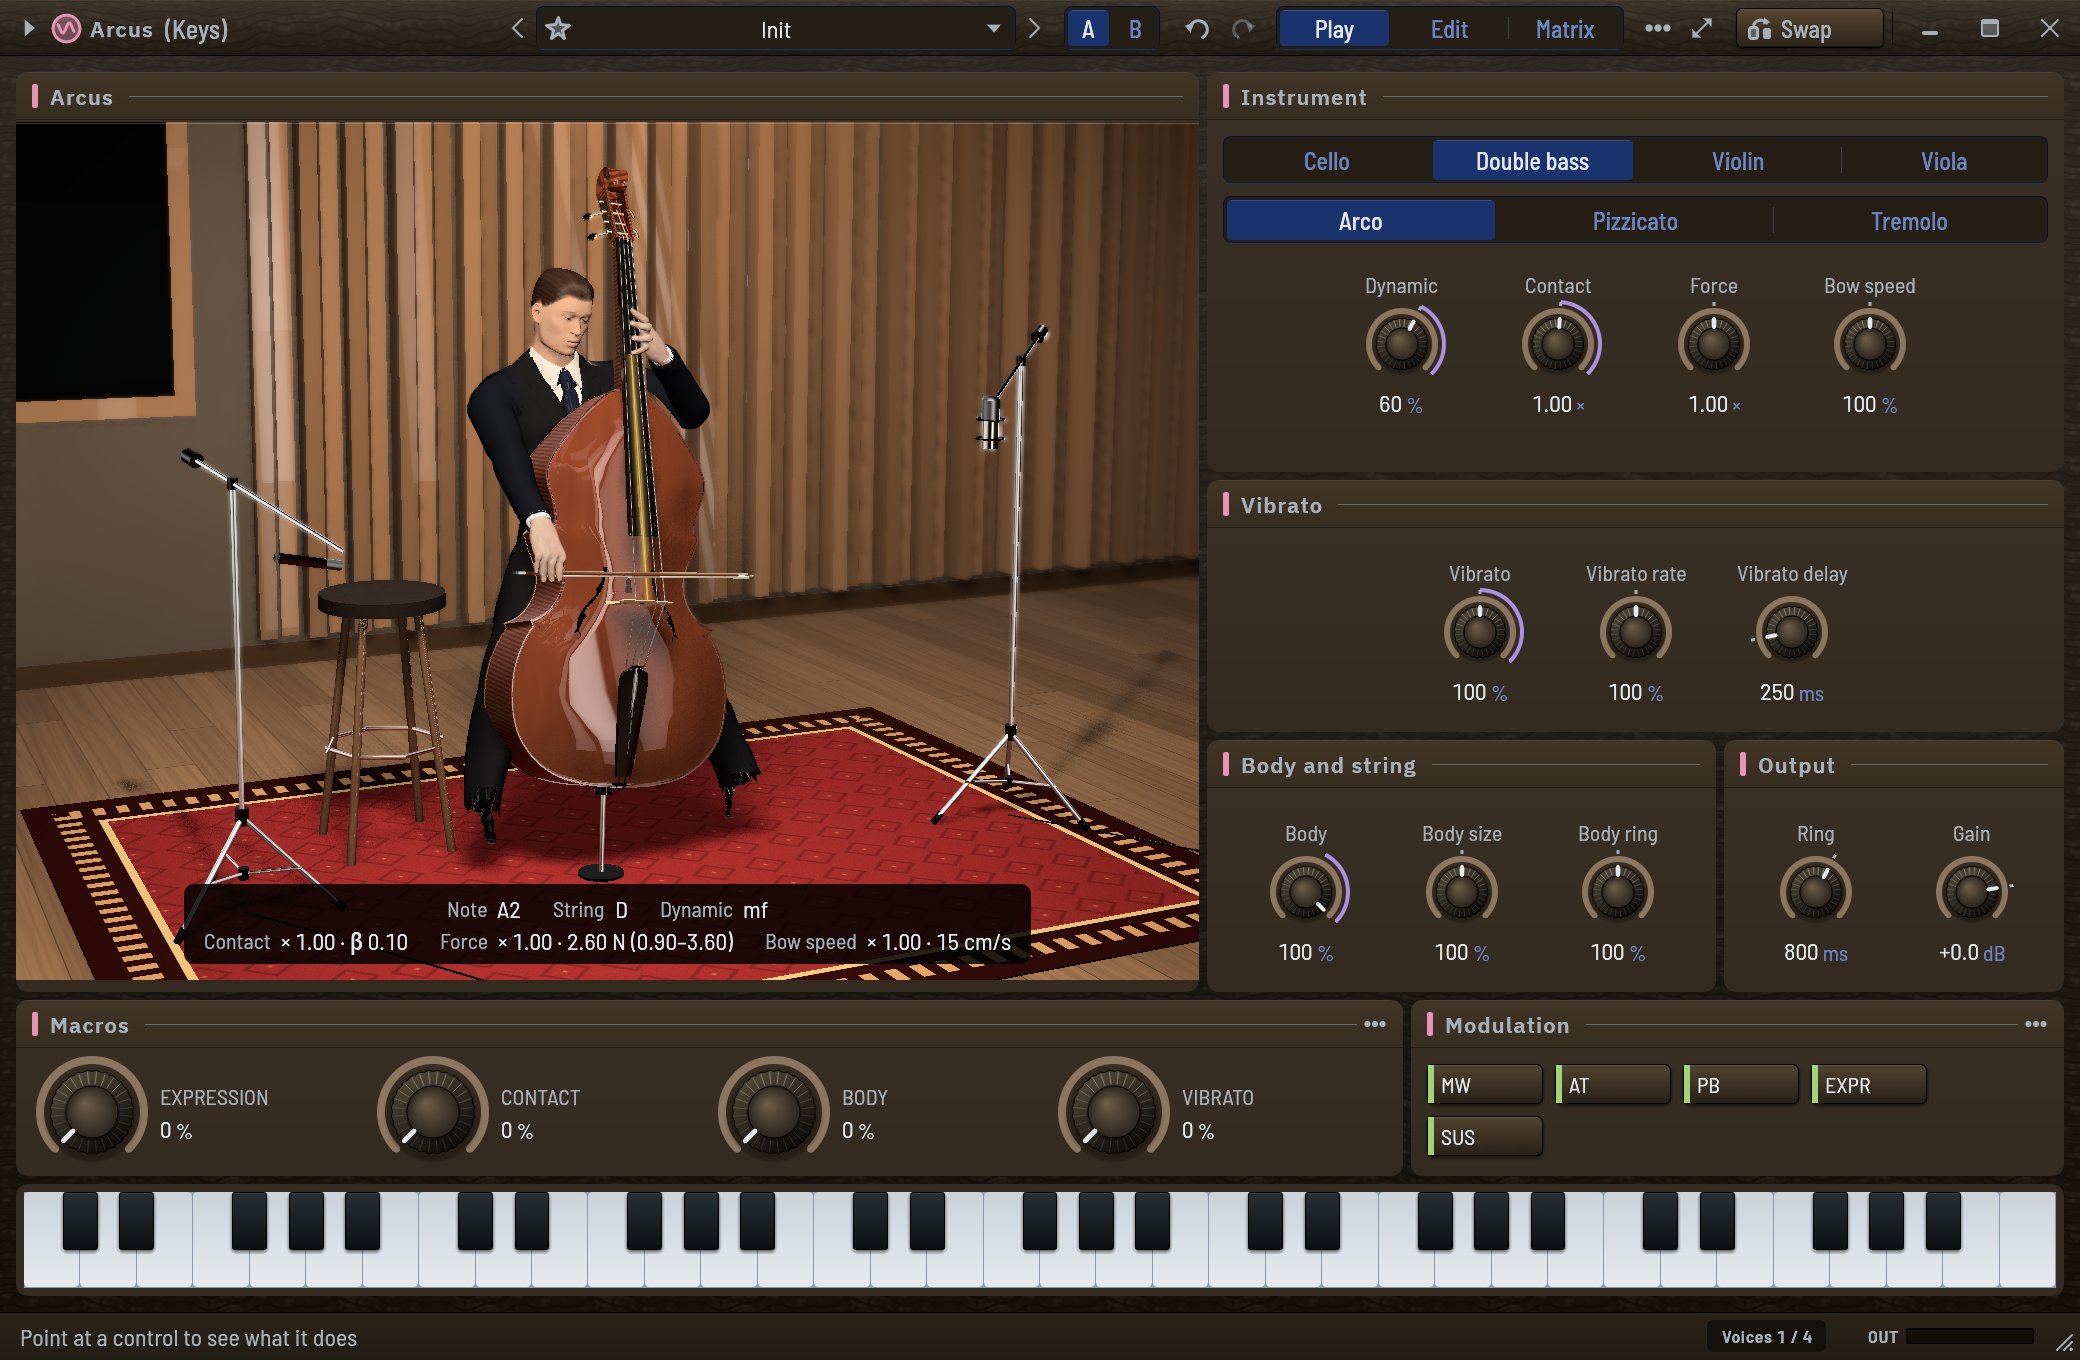 Arcus (Keys)
Init
A B
Play Edit Matrix
Swap
Arcus
Instrument
Cello Double bass Violin Viola
Arco Pizzicato Tremolo
Dynamic Contact Force Bow speed
60 % 1.00 × 1.00 × 100 %
Vibrato
Vibrato Vibrato rate Vibrato delay
100 % 100 % 250 ms
Body and string
Body Body size Body ring
100 % 100 % 100 %
Output
Ring Gain
800 ms +0.0 dB
Note A2 String D Dynamic mf
Contact × 1.00 · β 0.10 Force × 1.00 · 2.60 N (0.90–3.60) Bow speed × 1.00 · 15 cm/s
Macros
EXPRESSION
0 %
CONTACT
0 %
BODY
0 %
VIBRATO
0 %
Modulation
MW AT PB EXPR
SUS
Point at a control to see what it does
Voices 1 / 4
OUT